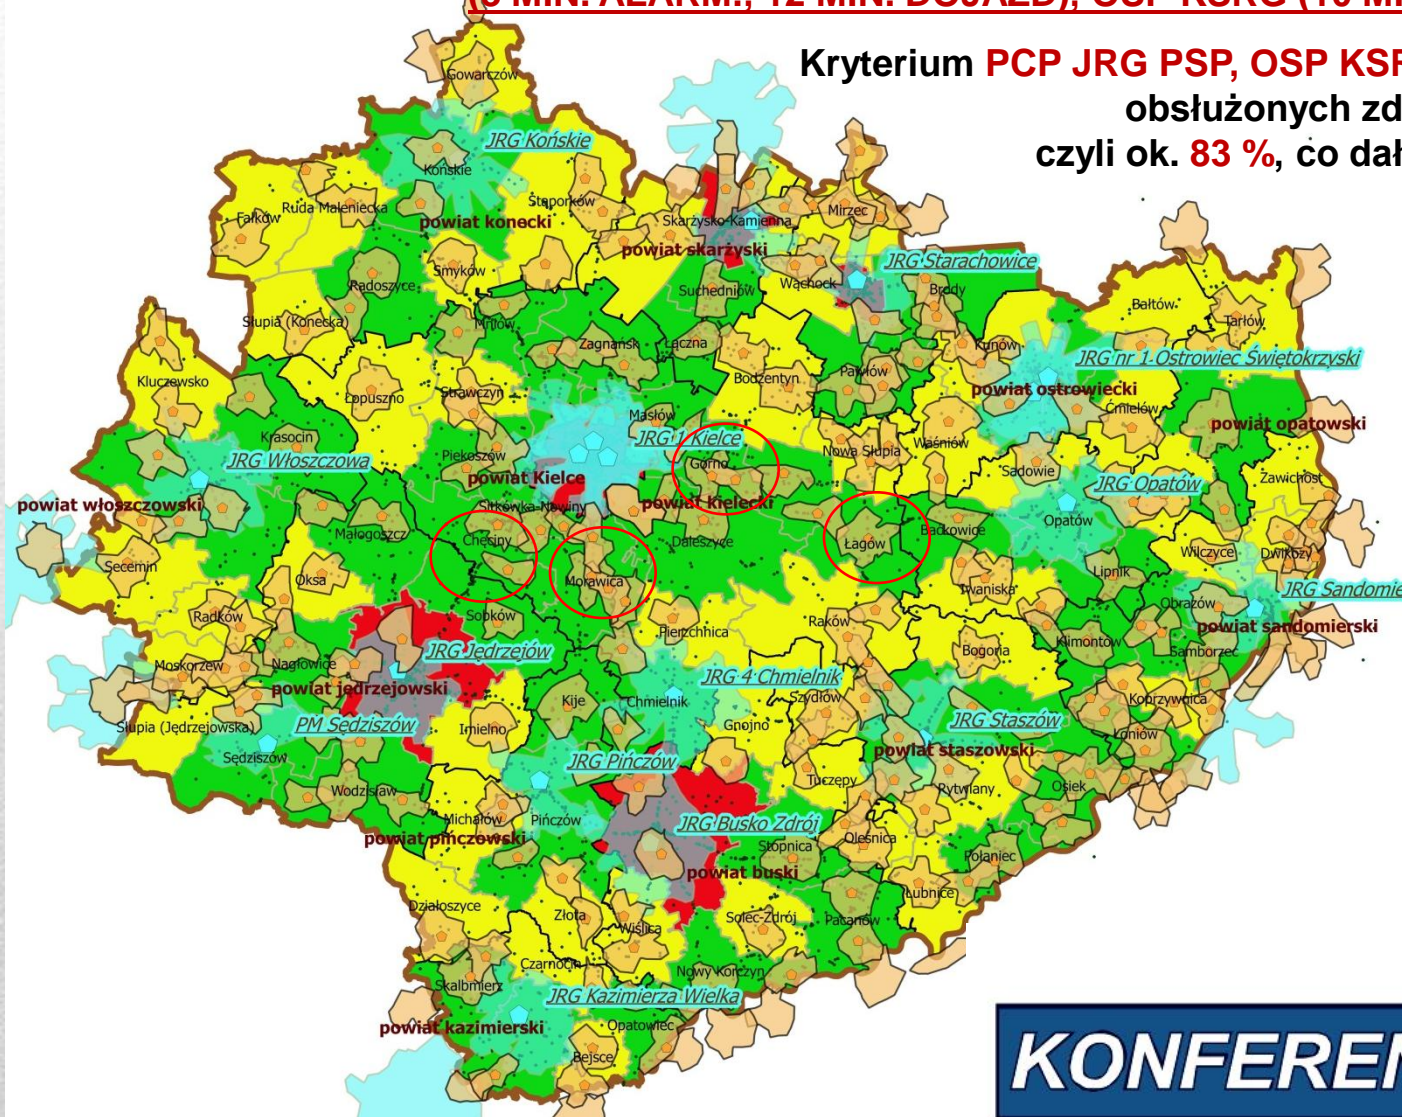 Kryterium PCP JRG PSP, OSP KSR
obsłużonych zd
czyli ok. 83 %, co dał
Gowarczów
JRG Końskie
Końskie
Stąporków
Ruda Maleniecka
Fałków
powiat konecki
Skarżysko-Kamienna
Mirzec
powiat skarżyski
JRG Starachowice
Smyków
Radoszyce
Suchedniów
Wąchock
Brody
Bałtów
Tarłów
Słupia (Konecka)
Mniów
Zagnańsk
Łączna
Kunów
JRG nr 1 Ostrowiec Świętokrzyski
Kluczewsko
Łopuszno
Strawczyn
Bodzentyn
Pawłów
powiat ostrowiecki
Ćmielów
Masłów
powiat opatowski
Krasocin
JRG 1 Kielce
Waśniów
Nowa Słupia
JRG Włoszczowa
Piekoszów
Górno
Sadowie
Zawichost
powiat Kielce
JRG Opatów
powiat włoszczowski
Sitkówka-Nowiny
powiat kielecki
Opatów
Małogoszcz
Chęciny
Daleszyce
Łagów
Baćkowice
Wilczyce
Dwikozy
Secemin
Oksa
Morawica
Lipnik
Iwaniska
JRG Sandomie
Radków
Sobków
Pierzchnica
Raków
Obrazów
powiat sandomierski
Klimontów
Samborzec
Moskorzew
Nagłowice
JRG Jędrzejów
Bogoria
powiat jędrzejowski
JRG 4 Chmielnik
Szydłów
Koprzywnica
Słupia (Jędrzejowska)
PM Sędziszów
Imielno
Kije
Chmielnik
Gnojno
JRG Staszów
Łoniów
powiat staszowski
Sędziszów
JRG Pińczów
Tuczępy
Rytwiany
Osiek
Wodzisław
Michałów
Pińczów
JRG Busko Zdrój
powiat pińczowski
Stopnica
Oleśnica
Połaniec
powiat buski
Łubnice
Działoszyce
Złota
Wiślica
Solec-Zdrój
Pacanów
Czarnocin
Nowy Korczyn
Skalbmierz
JRG Kazimierza Wielka
powiat kazimierski
Opatowiec
Bejsce
KONFEREN